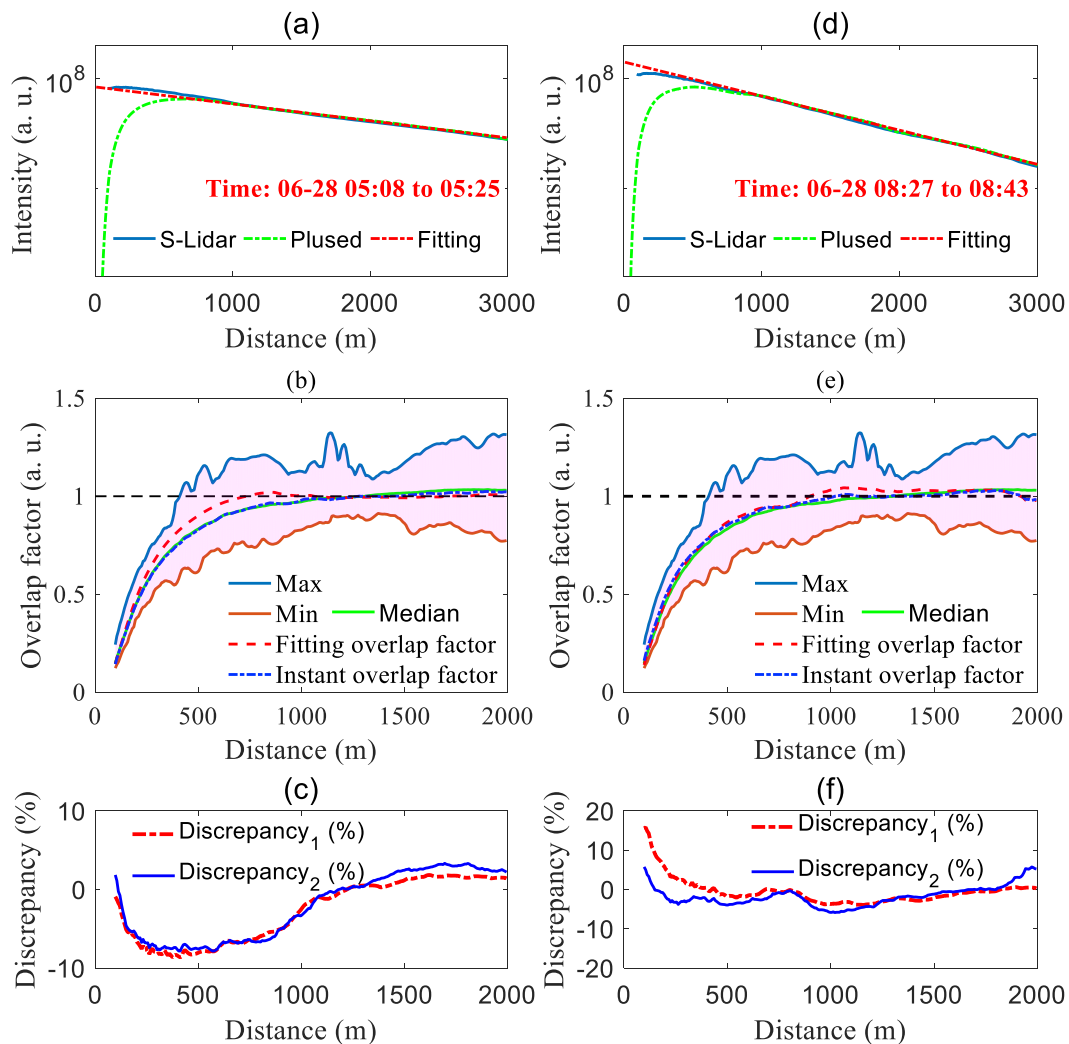 (a)
Intensity (a. u.)
10⁸
Time: 06-28 05:08 to 05:25
S-Lidar
Plused
Fitting
0
1000
2000
3000
Distance (m)
(d)
Intensity (a. u.)
10⁸
Time: 06-28 08:27 to 08:43
S-Lidar
Plused
Fitting
0
1000
2000
3000
Distance (m)
(b)
Overlap factor (a. u.)
1.5
1
0.5
0
Max
Min
Median
Fitting overlap factor
Instant overlap factor
0
500
1000
1500
2000
Distance (m)
(e)
Overlap factor (a. u.)
1.5
1
0.5
0
Max
Min
Median
Fitting overlap factor
Instant overlap factor
0
500
1000
1500
2000
Distance (m)
(c)
Discrepancy (%)
10
0
-10
Discrepancy₁ (%)
Discrepancy₂ (%)
0
500
1000
1500
2000
Distance (m)
(f)
Discrepancy (%)
20
10
0
-10
-20
Discrepancy₁ (%)
Discrepancy₂ (%)
0
500
1000
1500
2000
Distance (m)